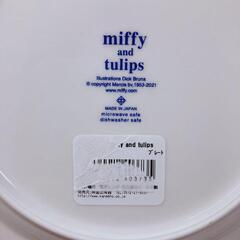 miffy
and
tulips
Illustrations Dick Bruna
© copyright Mercis bv, 1953-2021
www.miffy.com
MADE IN JAPAN
microwave safe
dishwasher safe
fy and tulips
プレート